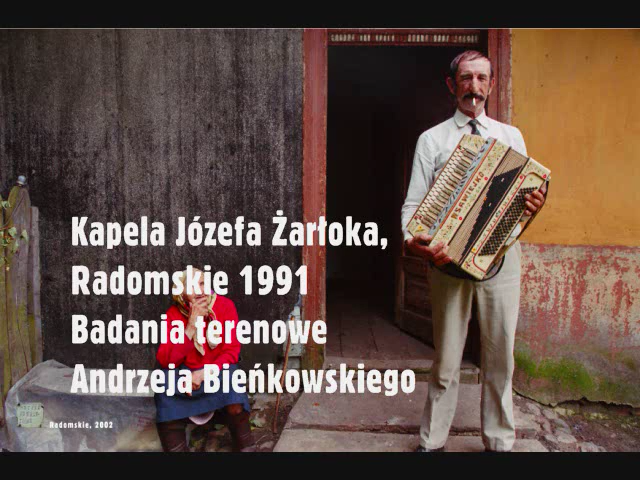 Kapela Józefa Żarłoka,
Radomskie 1991
Badania terenowe
Andrzeja Bieńkowskiego
Radomskie, 2002